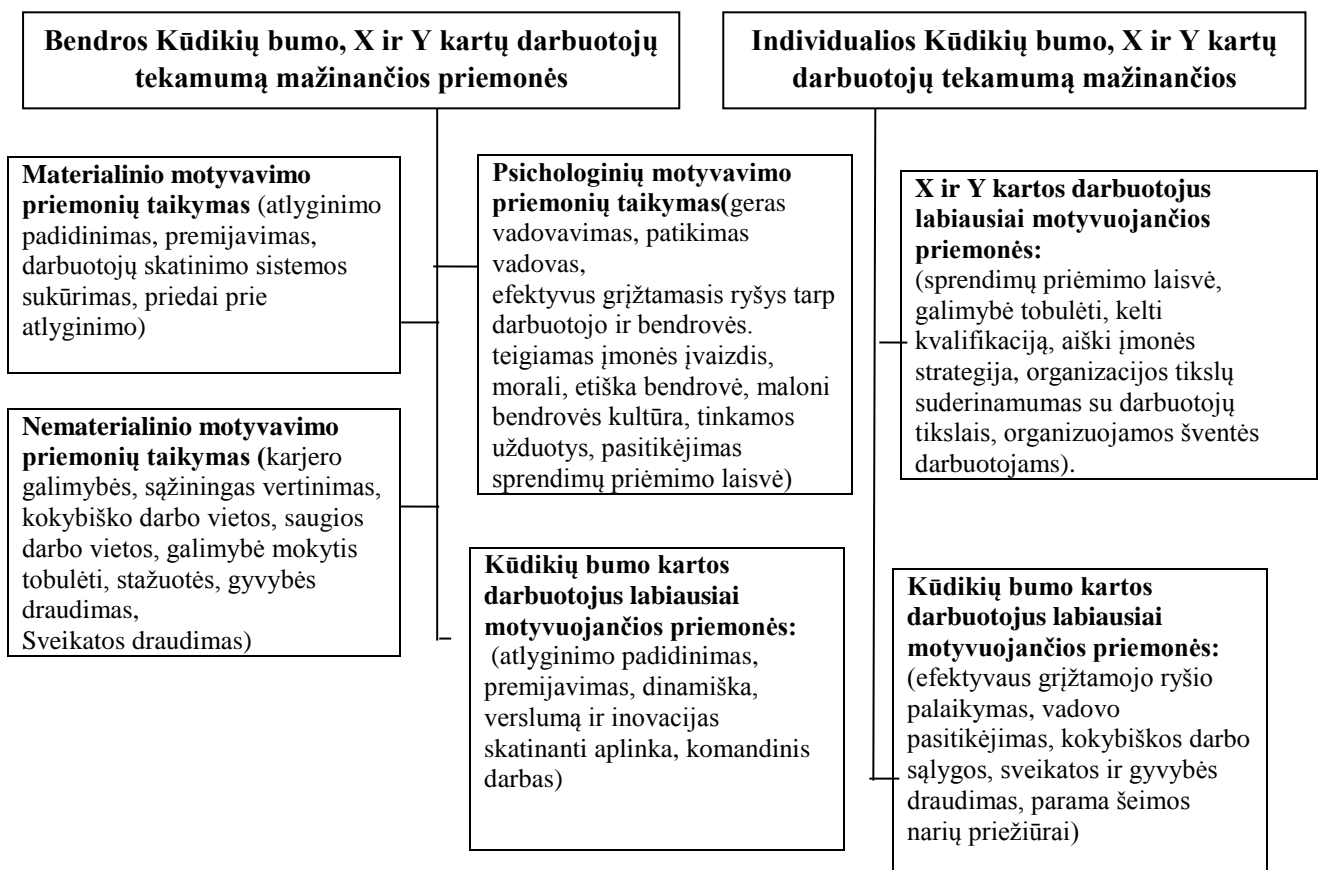 Bendros Kūdikių bumo, X ir Y kartų darbuotojų
tekamumą mažinančios priemonės
Individualios Kūdikių bumo, X ir Y kartų
darbuotojų tekamumą mažinančios
Materialinio motyvavimo
priemonių taikymas (atlyginimo
padidinimas, premijavimas,
darbuotojų skatinimo sistemos
sukūrimas, priedai prie
atlyginimo)
Psichologinių motyvavimo
priemonių taikymas(geras
vadovavimas, patikimas
vadovas,
efektyvus grįžtamasis ryšys tarp
darbuotojo ir bendrovės.
teigiamas įmonės įvaizdis,
morali, etiška bendrovė, maloni
bendrovės kultūra, tinkamos
užduotys, pasitikėjimas
sprendimų priėmimo laisvė)
X ir Y kartos darbuotojus
labiausiai motyvuojančios
priemonės:
(sprendimų priėmimo laisvė,
galimybė tobulėti, kelti
kvalifikaciją, aiški įmonės
strategija, organizacijos tikslų
suderinamumas su darbuotojų
tikslais, organizuojamos šventės
darbuotojams).
Nematerialinio motyvavimo
priemonių taikymas (karjero
galimybės, sąžiningas vertinimas,
kokybiško darbo vietos, saugios
darbo vietos, galimybė mokytis
tobulėti, stažuotės, gyvybės
draudimas,
Sveikatos draudimas)
Kūdikių bumo kartos
darbuotojus labiausiai
motyvuojančios priemonės:
(atlyginimo padidinimas,
premijavimas, dinamiška,
verslumą ir inovacijas
skatinanti aplinka, komandinis
darbas)
Kūdikių bumo kartos
darbuotojus labiausiai
motyvuojančios priemonės:
(efektyvaus grįžtamojo ryšio
palaikymas, vadovo
pasitikėjimas, kokybiškos darbo
sąlygos, sveikatos ir gyvybės
draudimas, parama šeimos
narių priežiūrai)